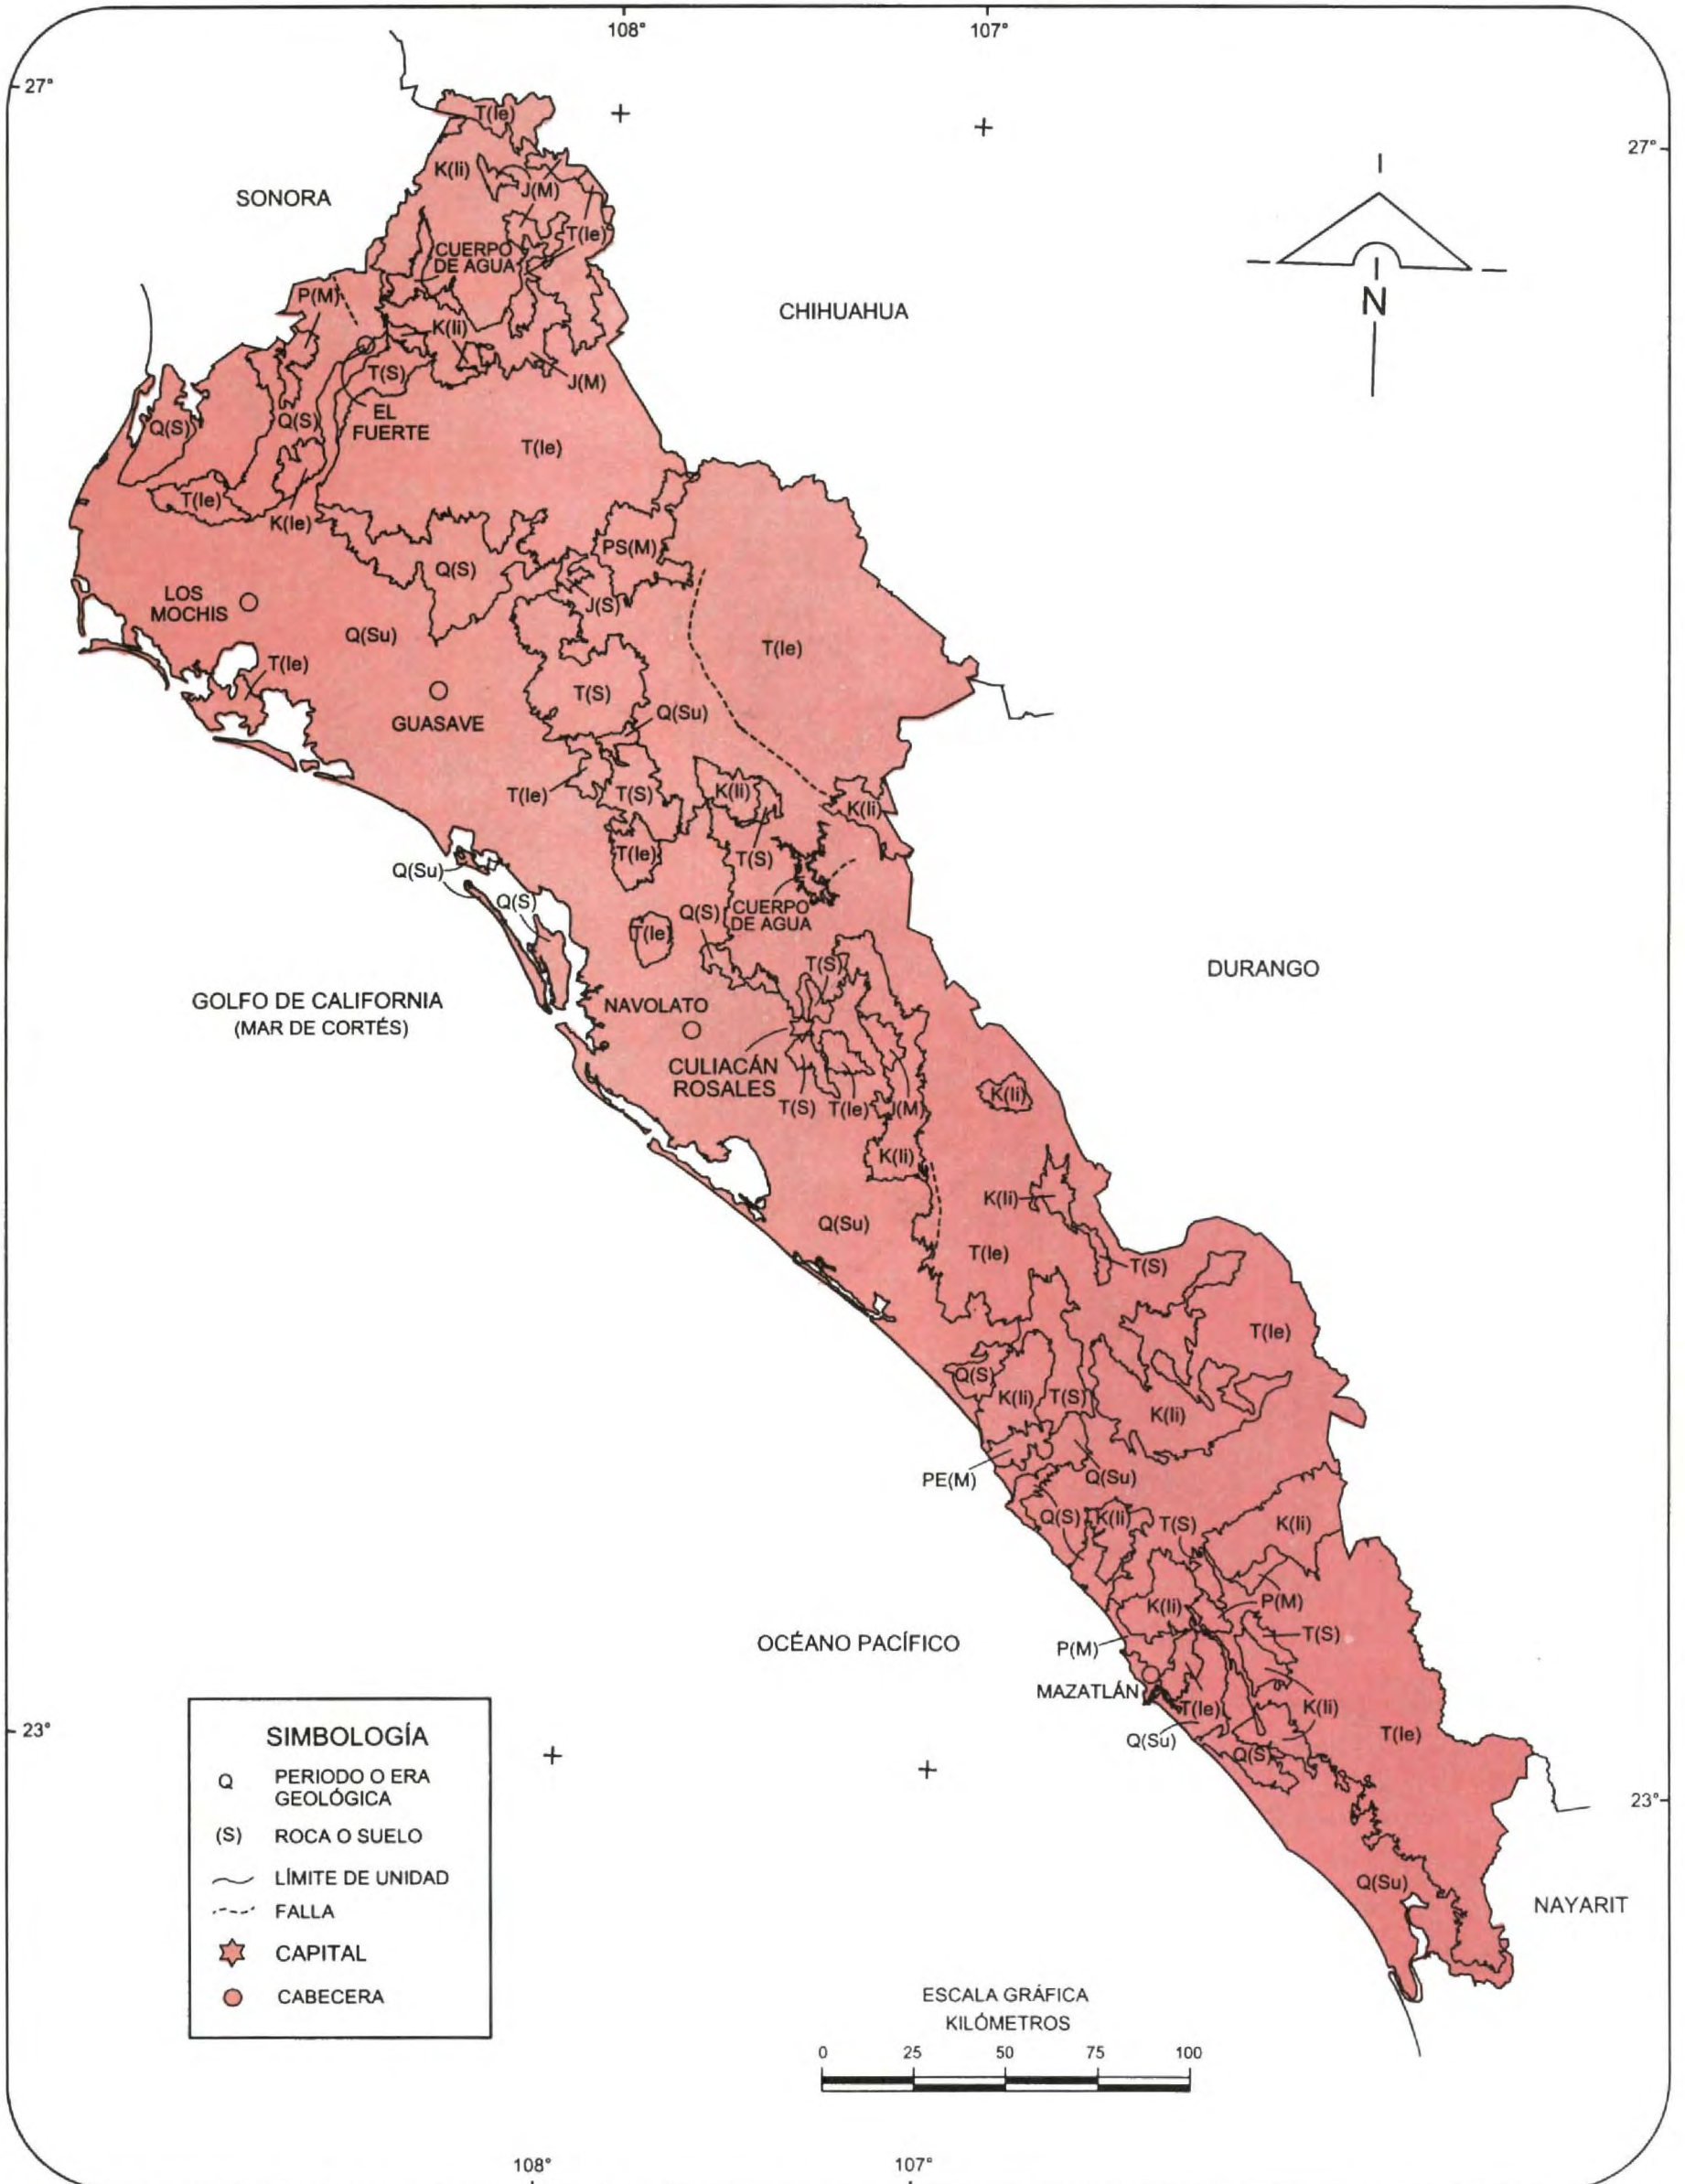 108°
107°
27°
27°
T(Ie)
K(Ii)
J(M)
SONORA
T(Ie)
CUERPO
DE AGUA
P(M)
CHIHUAHUA
N
K(Ii)
T(S)
J(M)
EL
FUERTE
Q(S)
Q(S)
T(Ie)
T(Ie)
K(Ie)
PS(M)
Q(S)
LOS
MOCHIS
J(S)
Q(Su)
T(Ie)
T(Ie)
T(S)
Q(Su)
GUASAVE
T(Ie)
T(S)
K(Ii)
K(Ii)
T(Ie)
T(S)
Q(Su)
Q(S)
Q(S)
CUERPO
DE AGUA
T(Ie)
T(S)
DURANGO
GOLFO DE CALIFORNIA
(MAR DE CORTÉS)
NAVOLATO
CULIACÁN
ROSALES
T(S)
T(Ie)
J(M)
K(Ii)
K(Ii)
K(Ii)
Q(Su)
T(Ie)
T(S)
T(Ie)
Q(S)
K(Ii)
T(S)
K(Ii)
PE(M)
Q(Su)
Q(S)
K(Ii)
T(S)
K(Ii)
K(Ii)
P(M)
T(S)
OCÉANO PACÍFICO
P(M)
MAZATLÁN
T(Ie)
K(Ii)
T(Ie)
Q(Su)
Q(S)
23°
23°
Q(Su)
NAYARIT
SIMBOLOGÍA
Q PERIODO O ERA
GEOLÓGICA
(S) ROCA O SUELO
LÍMITE DE UNIDAD
FALLA
CAPITAL
CABECERA
ESCALA GRÁFICA
KILÓMETROS
0 25 50 75 100
108°
107°